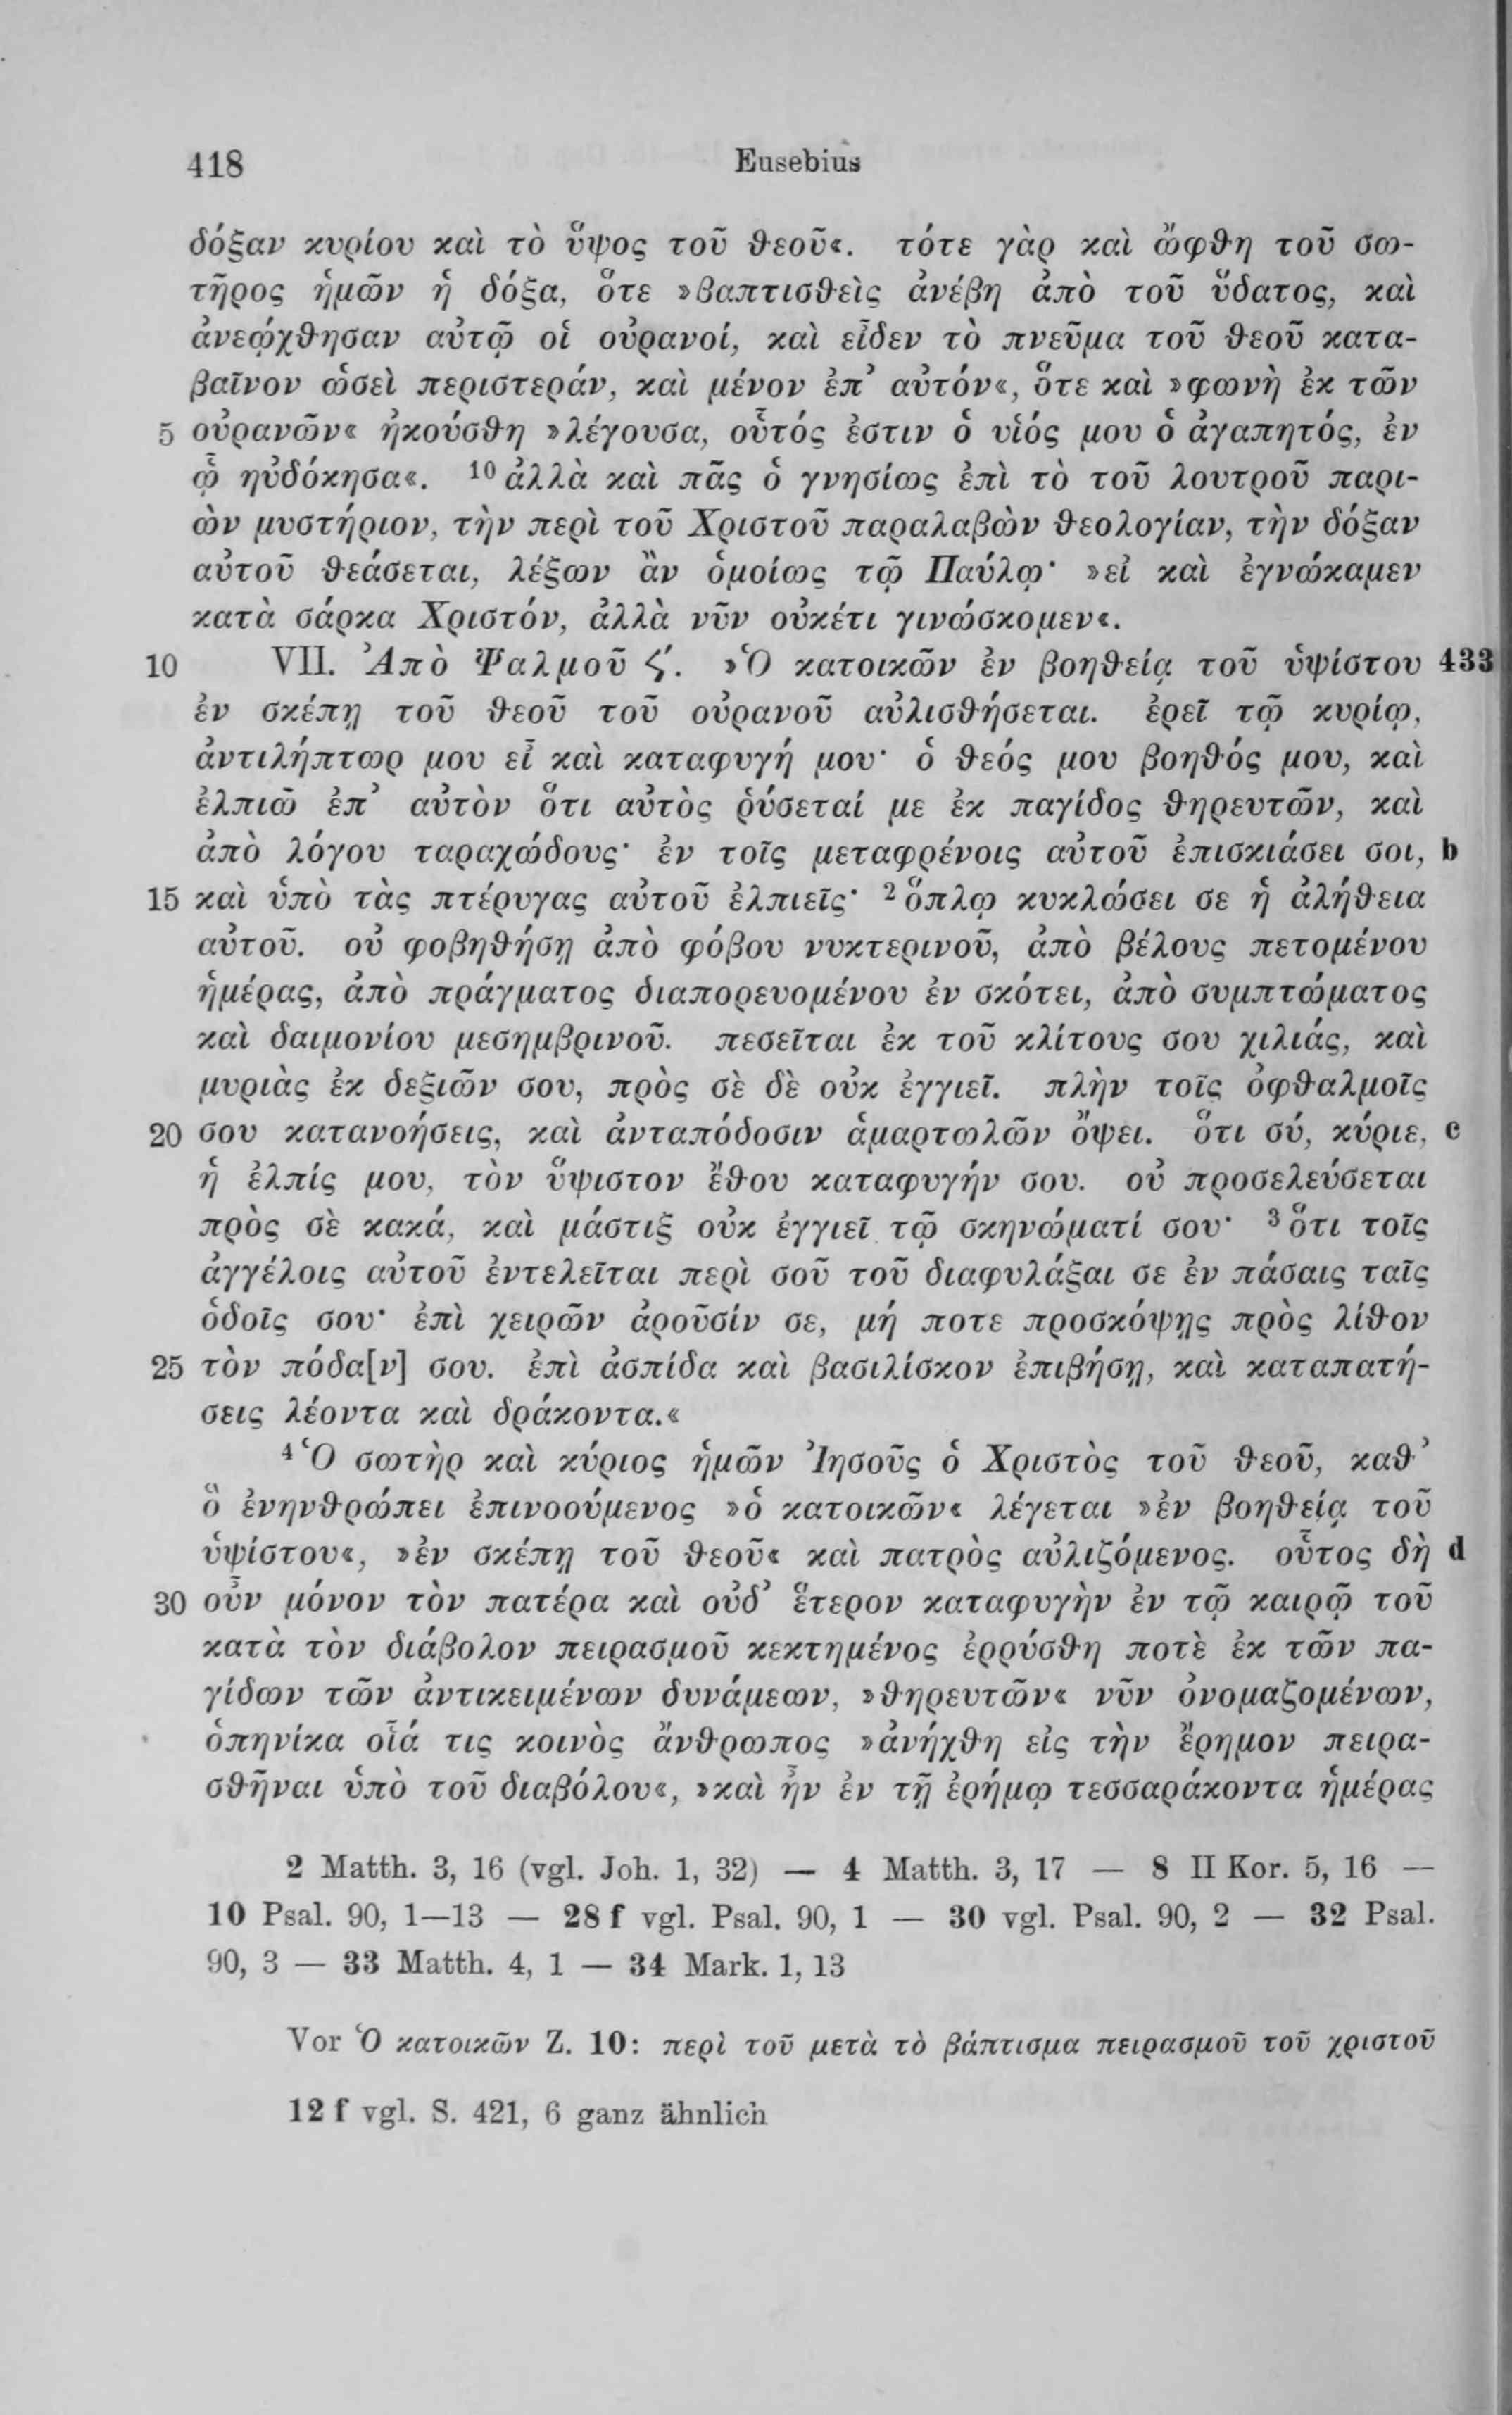 418 Eusebius
δόξαν κυρίου καὶ τὸ ὕψος τοῦ θεοῦ«. τότε γὰρ καὶ ὤφθη τοῦ σω-
τῆρος ἡμῶν ἡ δόξα, ὅτε »βαπτισθεὶς ἀνέβη ἀπὸ τοῦ ὕδατος, καὶ
ἀνεῴχθησαν αὐτῷ οἱ οὐρανοί, καὶ εἶδεν τὸ πνεῦμα τοῦ θεοῦ κατα-
βαῖνον ὡσεὶ περιστεράν, καὶ μένον ἐπ’ αὐτόν«, ὅτε καὶ »φωνὴ ἐκ τῶν
5 οὐρανῶν« ἠκούσθη »λέγουσα, οὗτός ἐστιν ὁ υἱός μου ὁ ἀγαπητός, ἐν
ᾧ ηὐδόκησα«. ¹⁰ ἀλλὰ καὶ πᾶς ὁ γνησίως ἐπὶ τὸ τοῦ λουτροῦ παρι-
ὼν μυστήριον, τὴν περὶ τοῦ Χριστοῦ παραλαβὼν θεολογίαν, τὴν δόξαν
αὐτοῦ θεάσεται, λέξων ἂν ὁμοίως τῷ Παύλῳ· »εἰ καὶ ἐγνώκαμεν
κατὰ σάρκα Χριστόν, ἀλλὰ νῦν οὐκέτι γινώσκομεν«.
10 VII. Ἀπὸ Ψαλμοῦ ϛʹ. »Ὁ κατοικῶν ἐν βοηθείᾳ τοῦ ὑψίστου 433
ἐν σκέπῃ τοῦ θεοῦ τοῦ οὐρανοῦ αὐλισθήσεται. ἐρεῖ τῷ κυρίῳ,
ἀντιλήπτωρ μου εἶ καὶ καταφυγή μου· ὁ θεός μου βοηθός μου, καὶ
ἐλπιῶ ἐπ’ αὐτὸν ὅτι αὐτὸς ῥύσεταί με ἐκ παγίδος θηρευτῶν, καὶ
ἀπὸ λόγου ταραχώδους· ἐν τοῖς μεταφρένοις αὐτοῦ ἐπισκιάσει σοι, b
15 καὶ ὑπὸ τὰς πτέρυγας αὐτοῦ ἐλπιεῖς· ² ὅπλῳ κυκλώσει σε ἡ ἀλήθεια
αὐτοῦ. οὐ φοβηθήσῃ ἀπὸ φόβου νυκτερινοῦ, ἀπὸ βέλους πετομένου
ἡμέρας, ἀπὸ πράγματος διαπορευομένου ἐν σκότει, ἀπὸ συμπτώματος
καὶ δαιμονίου μεσημβρινοῦ. πεσεῖται ἐκ τοῦ κλίτους σου χιλιάς, καὶ
μυριὰς ἐκ δεξιῶν σου, πρὸς σὲ δὲ οὐκ ἐγγιεῖ. πλὴν τοῖς ὀφθαλμοῖς
20 σου κατανοήσεις, καὶ ἀνταπόδοσιν ἁμαρτωλῶν ὄψει. ὅτι σύ, κύριε, c
ἡ ἐλπίς μου, τὸν ὕψιστον ἔθου καταφυγήν σου. οὐ προσελεύσεται
πρὸς σὲ κακά, καὶ μάστιξ οὐκ ἐγγιεῖ τῷ σκηνώματί σου· ³ ὅτι τοῖς
ἀγγέλοις αὐτοῦ ἐντελεῖται περὶ σοῦ τοῦ διαφυλάξαι σε ἐν πάσαις ταῖς
ὁδοῖς σου· ἐπὶ χειρῶν ἀροῦσίν σε, μή ποτε προσκόψῃς πρὸς λίθον
25 τὸν πόδα[ν] σου. ἐπὶ ἀσπίδα καὶ βασιλίσκον ἐπιβήσῃ, καὶ καταπατή-
σεις λέοντα καὶ δράκοντα.«
⁴ Ὁ σωτὴρ καὶ κύριος ἡμῶν Ἰησοῦς ὁ Χριστὸς τοῦ θεοῦ, καθ’
ὃ ἐνηνθρώπει ἐπινοούμενος »ὁ κατοικῶν« λέγεται »ἐν βοηθείᾳ τοῦ
ὑψίστου«, »ἐν σκέπῃ τοῦ θεοῦ« καὶ πατρὸς αὐλιζόμενος. οὗτος δὴ d
30 οὖν μόνον τὸν πατέρα καὶ οὐδ’ ἕτερον καταφυγὴν ἐν τῷ καιρῷ τοῦ
κατὰ τὸν διάβολον πειρασμοῦ κεκτημένος ἐρρύσθη ποτὲ ἐκ τῶν πα-
γίδων τῶν ἀντικειμένων δυνάμεων, »θηρευτῶν« νῦν ὀνομαζομένων,
ὁπηνίκα οἷά τις κοινὸς ἄνθρωπος »ἀνήχθη εἰς τὴν ἔρημον πειρα-
σθῆναι ὑπὸ τοῦ διαβόλου«, »καὶ ἦν ἐν τῇ ἐρήμῳ τεσσαράκοντα ἡμέρας
2 Matth. 3, 16 (vgl. Joh. 1, 32) — 4 Matth. 3, 17 — 8 II Kor. 5, 16 —
10 Psal. 90, 1—13 — 28 f vgl. Psal. 90, 1 — 30 vgl. Psal. 90, 2 — 32 Psal.
90, 3 — 33 Matth. 4, 1 — 34 Mark. 1, 13
Vor Ὁ κατοικῶν Z. 10: περὶ τοῦ μετὰ τὸ βάπτισμα πειρασμοῦ τοῦ χριστοῦ
12 f vgl. S. 421, 6 ganz ähnlich